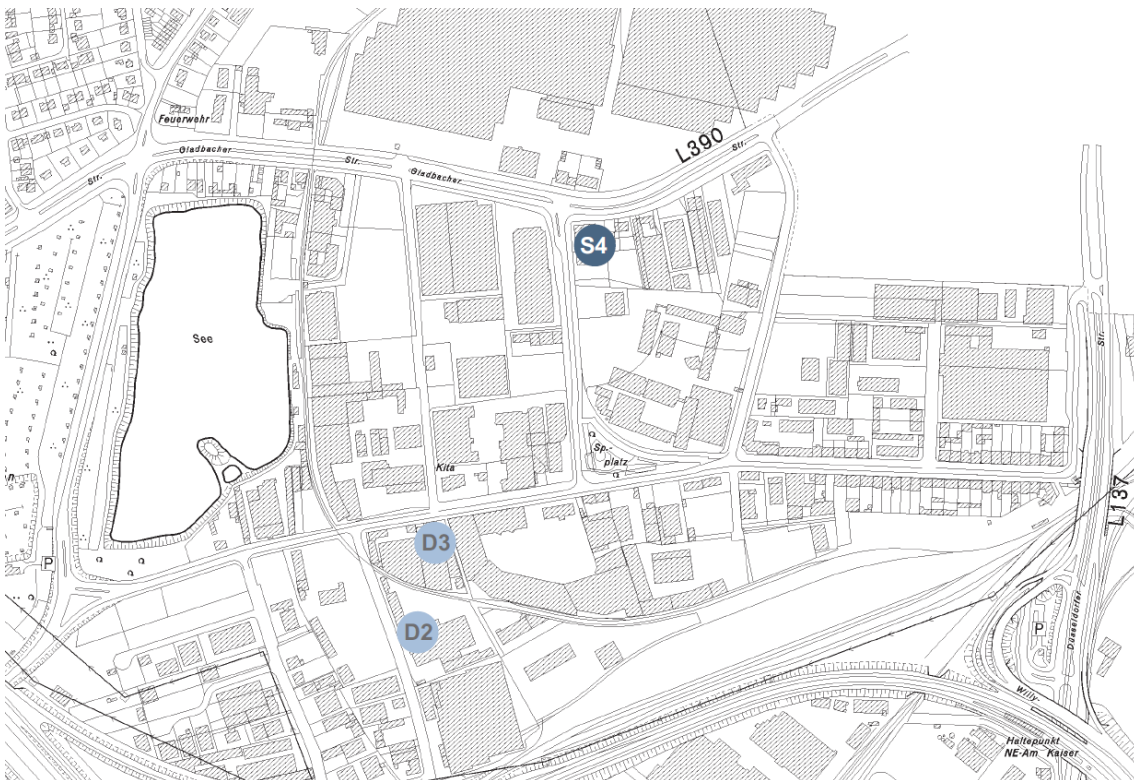 Feuerwehr
Gladbacher
Str.
Gladbacher
L390
Str.
Str.
S4
See
Str.
Sp.-
platz
Kita
n
L137
D3
P
D2
P
Düsseldorfer
Willy-
Haltepunkt
NE-Am Kaiser